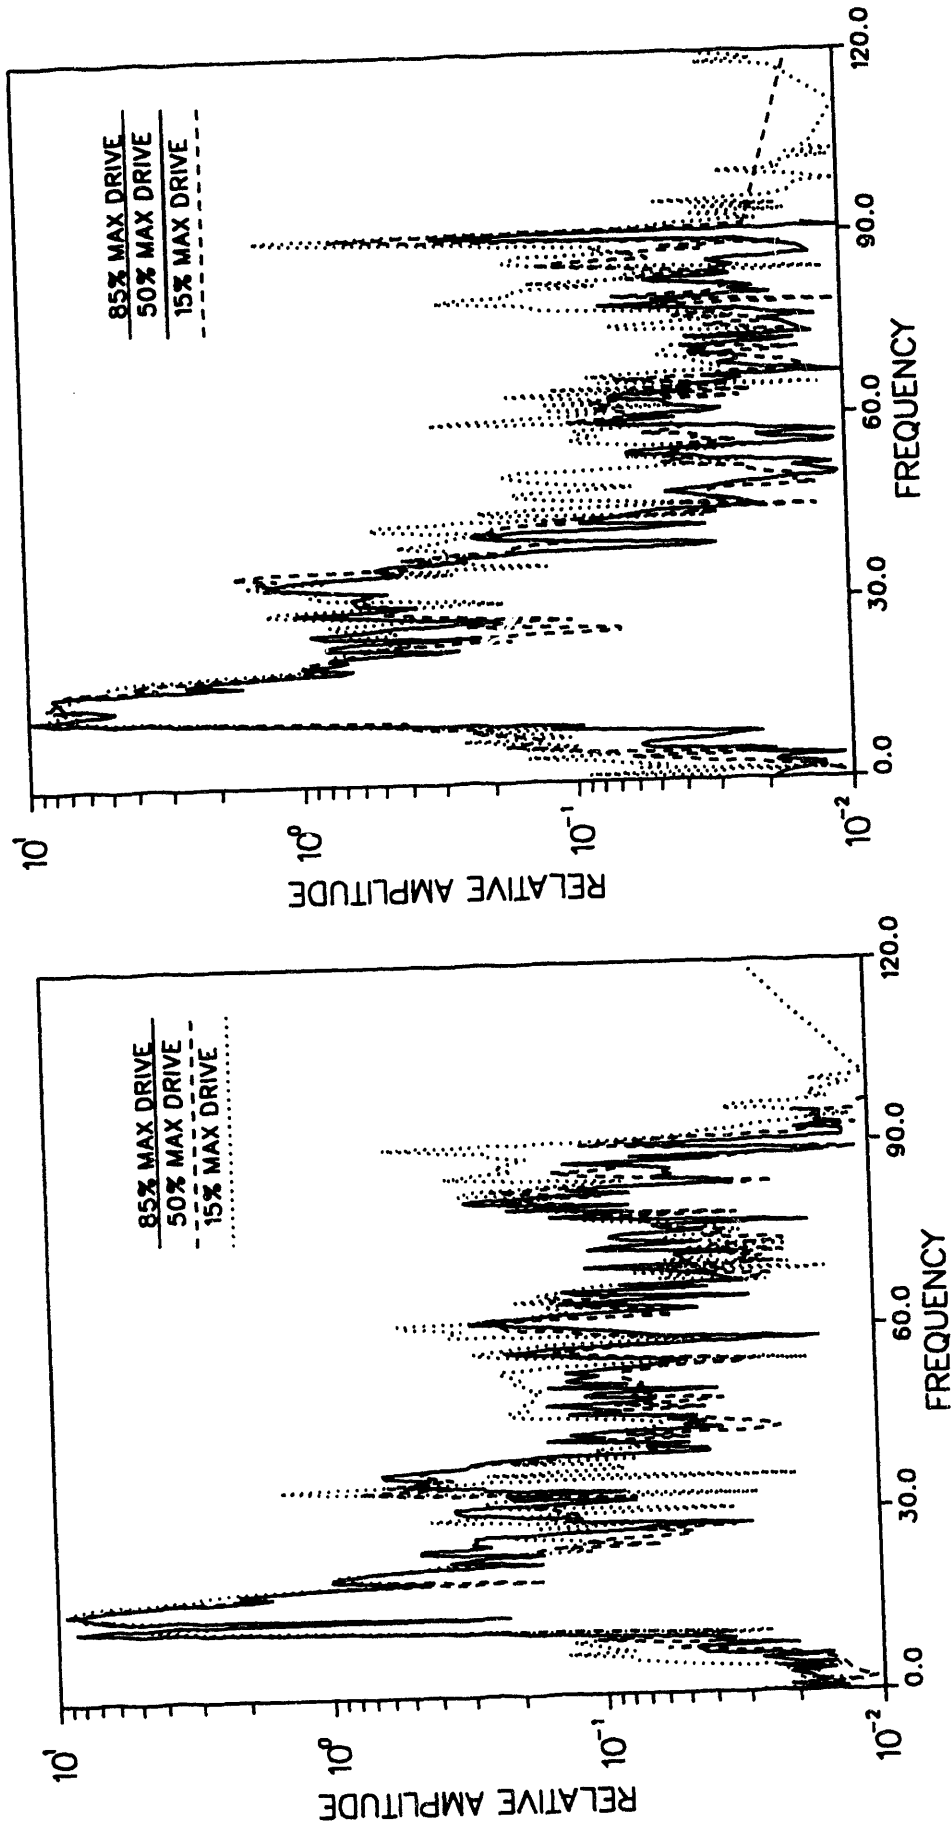 85% MAX DRIVE
50% MAX DRIVE
15% MAX DRIVE
10¹
10⁰
10⁻¹
10⁻²
RELATIVE AMPLITUDE
0.0
30.0
60.0
90.0
120.0
FREQUENCY
85% MAX DRIVE
50% MAX DRIVE
15% MAX DRIVE
10¹
10⁰
10⁻¹
10⁻²
RELATIVE AMPLITUDE
0.0
30.0
60.0
90.0
120.0
FREQUENCY